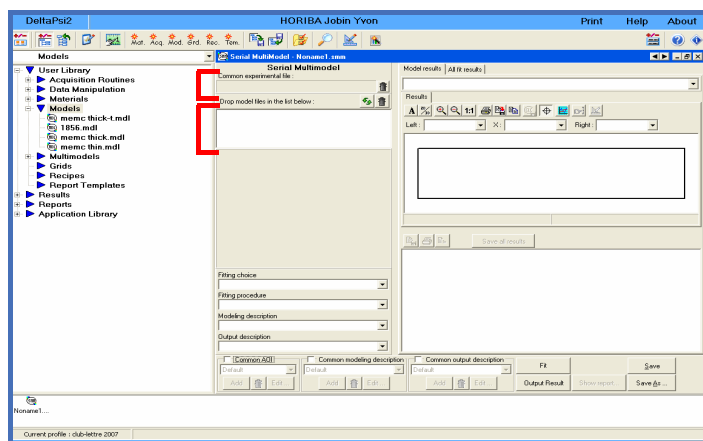 DeltaPsi2 HORIBA Jobin Yvon Print Help About
Mat. Acq. Mod. Grd. Rec. Tem.
Models
Serial MultiModel - Noname1.smm
User Library
Acquisition Routines
Data Manipulation
Materials
Models
memc thick-t.mdl
1856.mdl
memc thick.mdl
memc thin.mdl
Multimodels
Grids
Recipes
Report Templates
Results
Reports
Application Library
Serial Multimodel
Common experimental file :
Drop model files in the list below :
Fitting choice
Fitting procedure
Modeling description
Output description
Model results All fit results
Results
A 1:1
Left : X : Right :
Save all results
Common AOI Common modeling description Common output description
Default Default Default
Add Edit... Add Edit... Add Edit...
Fit Save
Output Result Show report... Save As ...
Noname1....
Current profile : club-lettre 2007